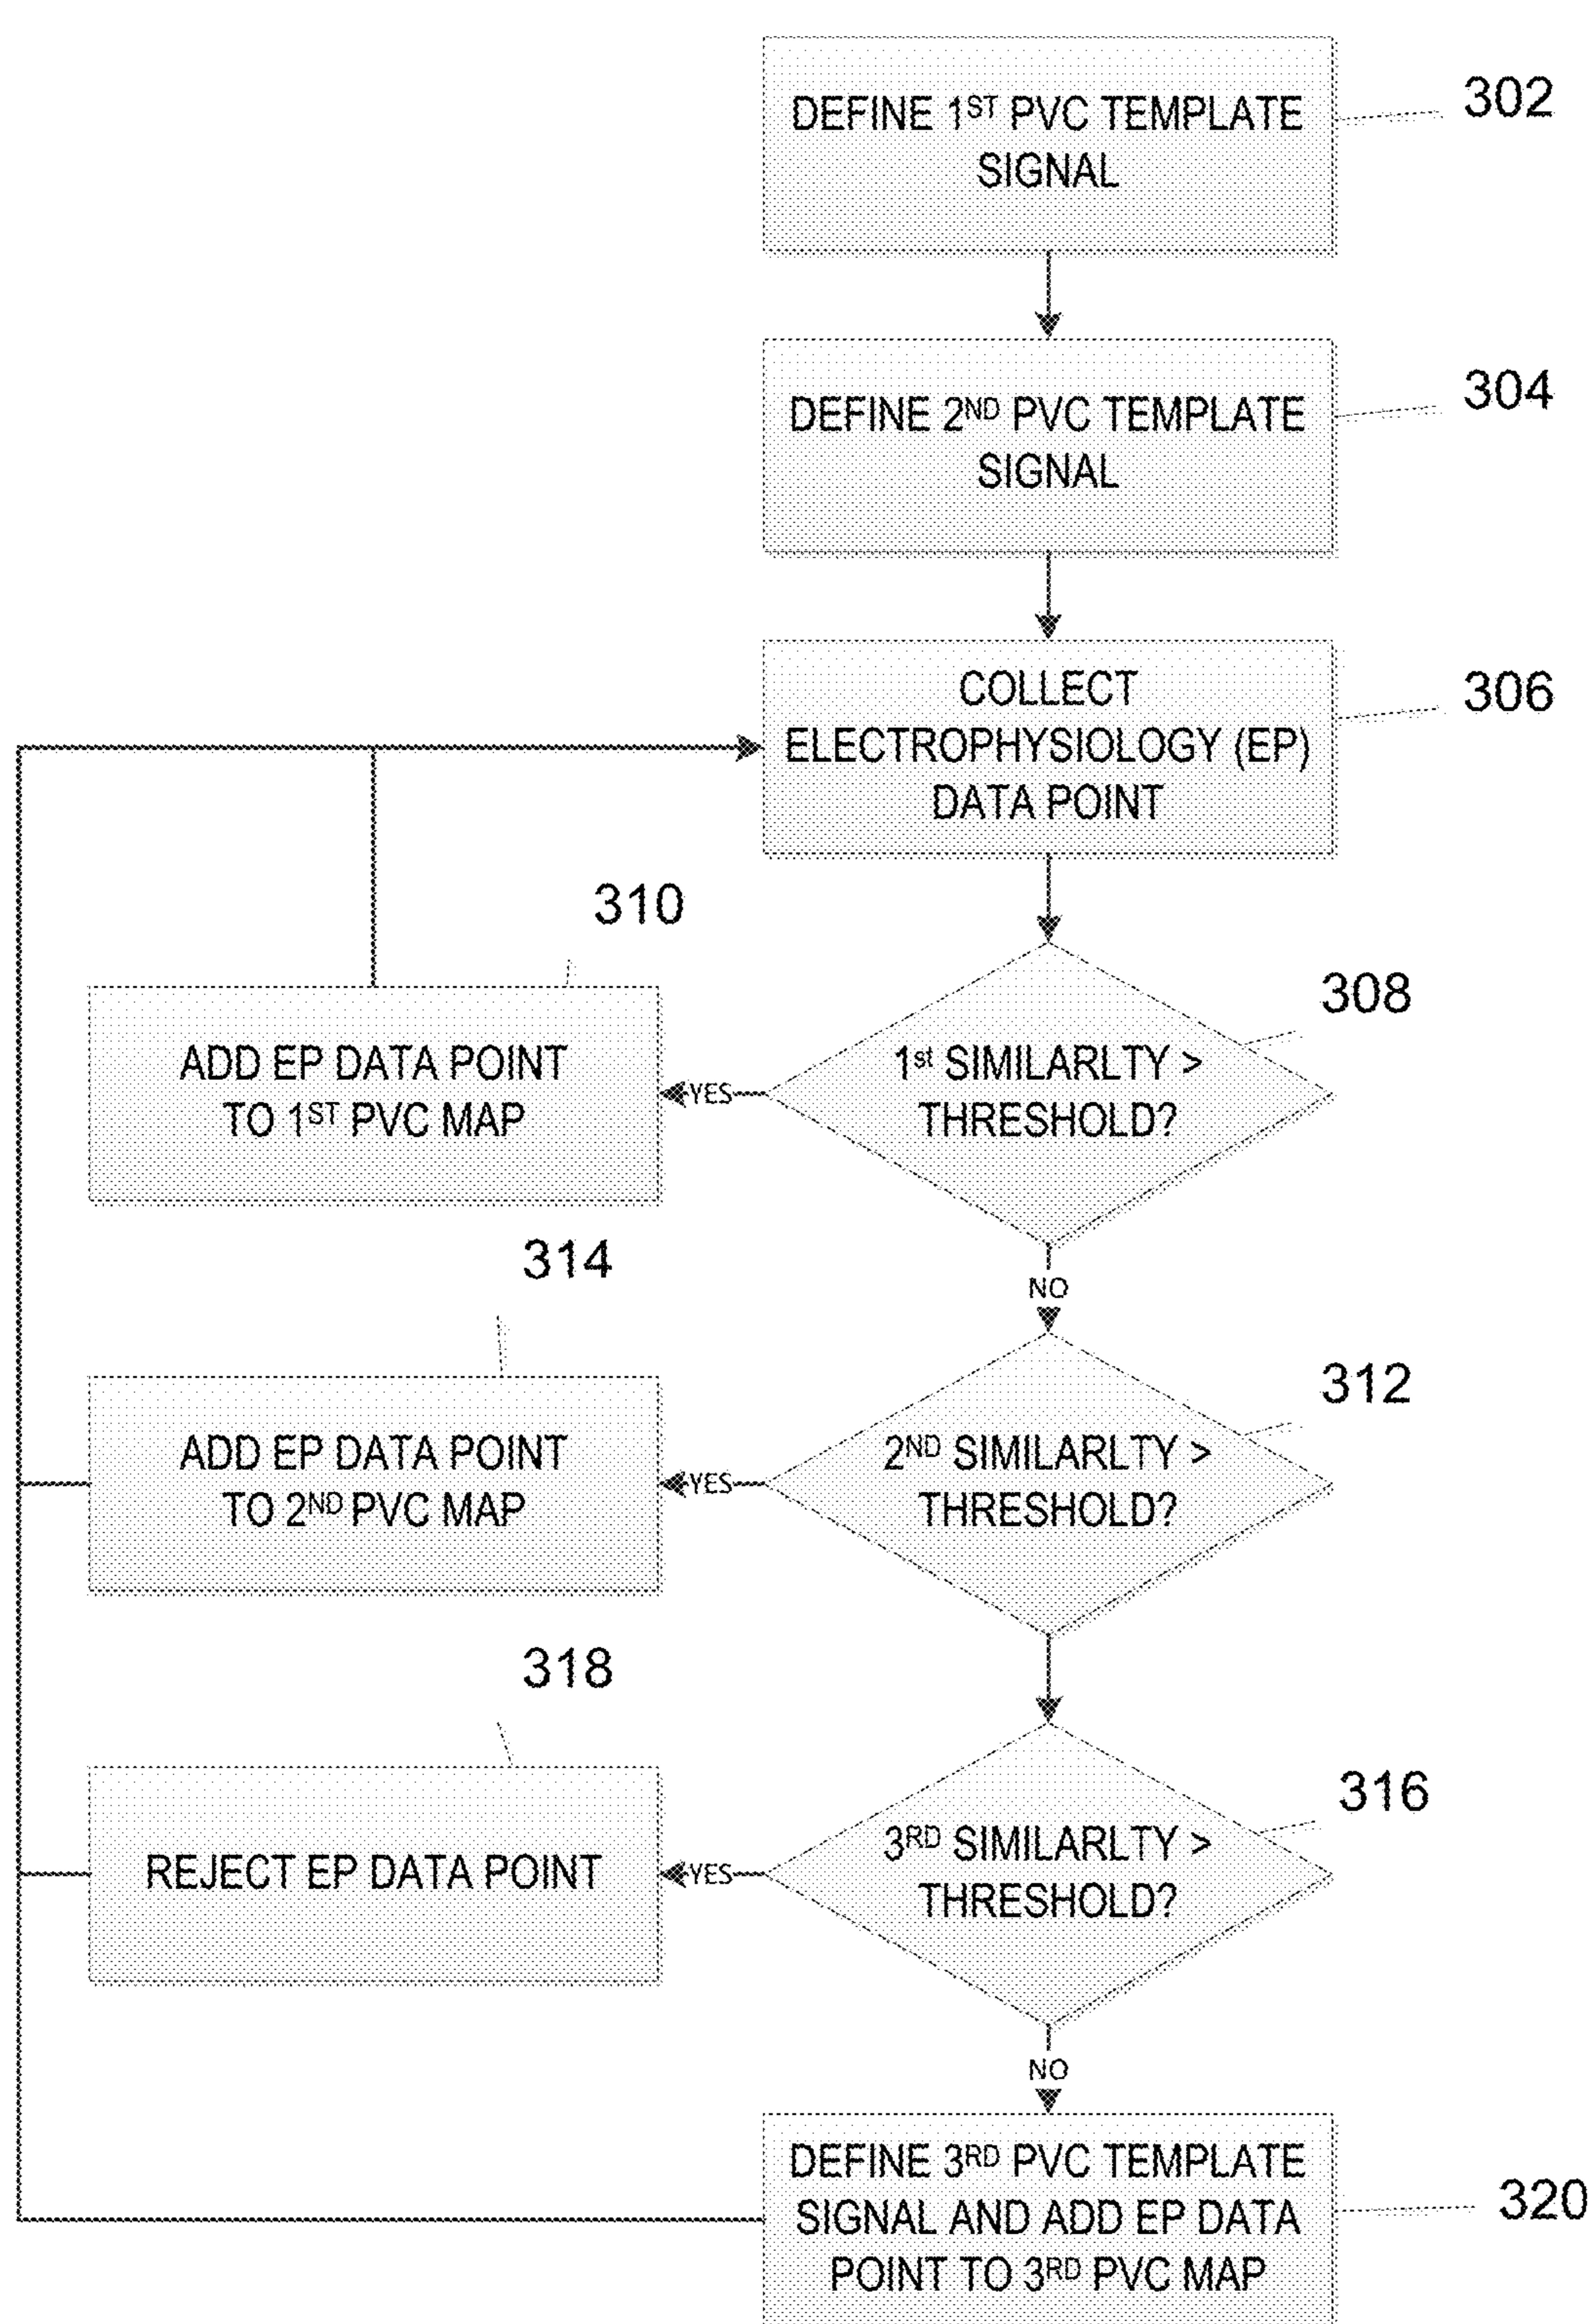 DEFINE 1ST PVC TEMPLATE
SIGNAL
302
DEFINE 2ND PVC TEMPLATE
SIGNAL
304
COLLECT
ELECTROPHYSIOLOGY (EP)
DATA POINT
306
310
ADD EP DATA POINT
TO 1ST PVC MAP
YES
1st SIMILARLTY >
THRESHOLD?
308
NO
314
ADD EP DATA POINT
TO 2ND PVC MAP
YES
2ND SIMILARLTY >
THRESHOLD?
312
318
REJECT EP DATA POINT
YES
3RD SIMILARLTY >
THRESHOLD?
316
NO
DEFINE 3RD PVC TEMPLATE
SIGNAL AND ADD EP DATA
POINT TO 3RD PVC MAP
320